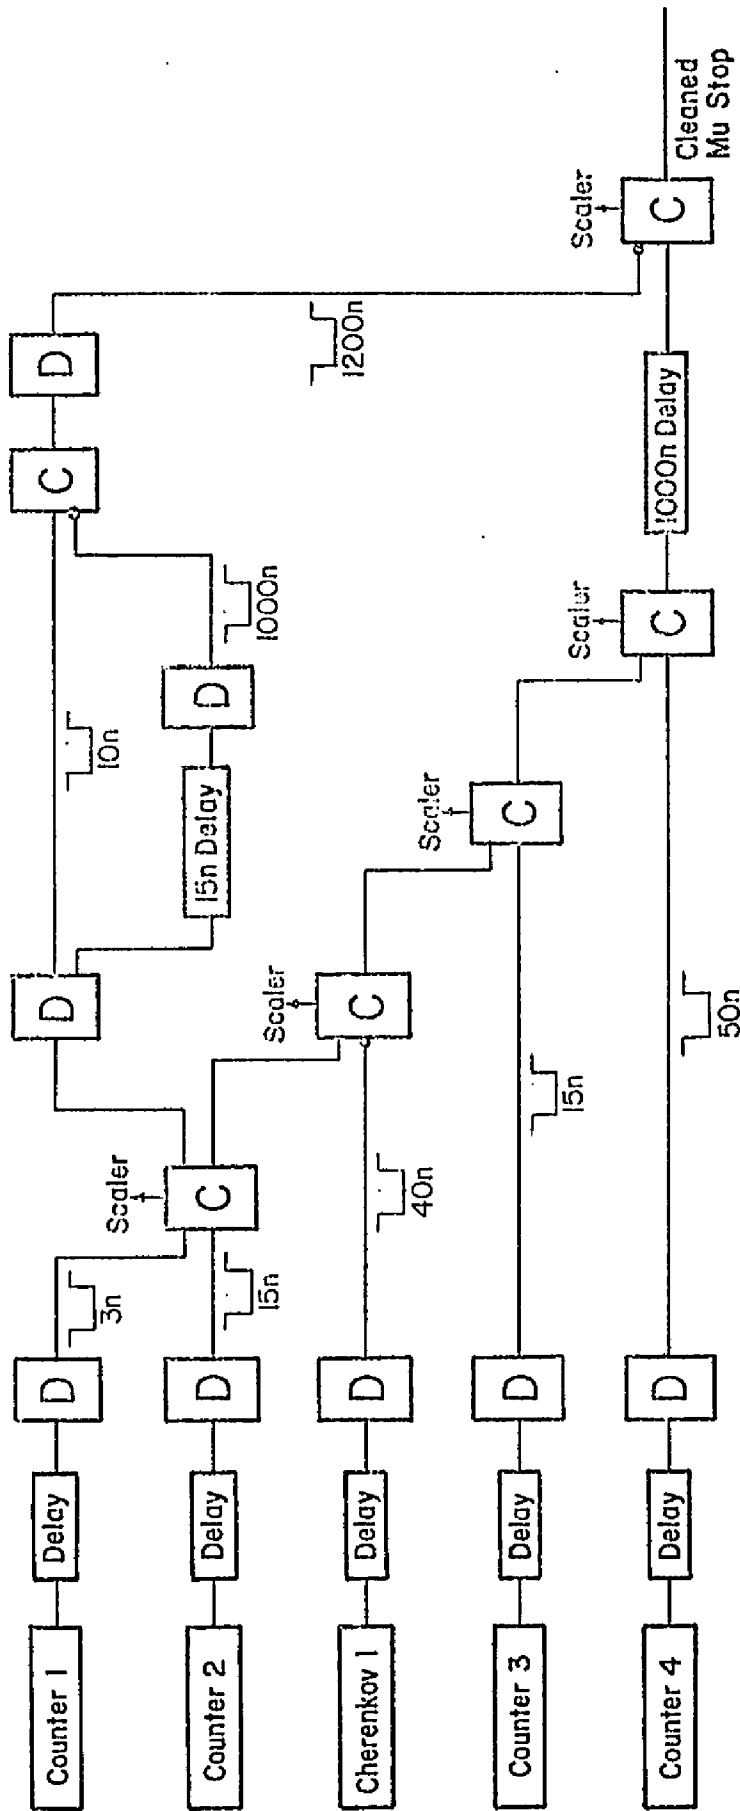 Counter 1
Delay
D
3n
Counter 2
Delay
D
15n
Scaler
C
D
10n
15n Delay
D
1000n
C
D
1200n
Cherenkov 1
Delay
D
40n
Scaler
C
Counter 3
Delay
D
15n
Scaler
C
Counter 4
Delay
D
50n
Scaler
C
1000n Delay
Scaler
C
Cleaned
Mu Stop